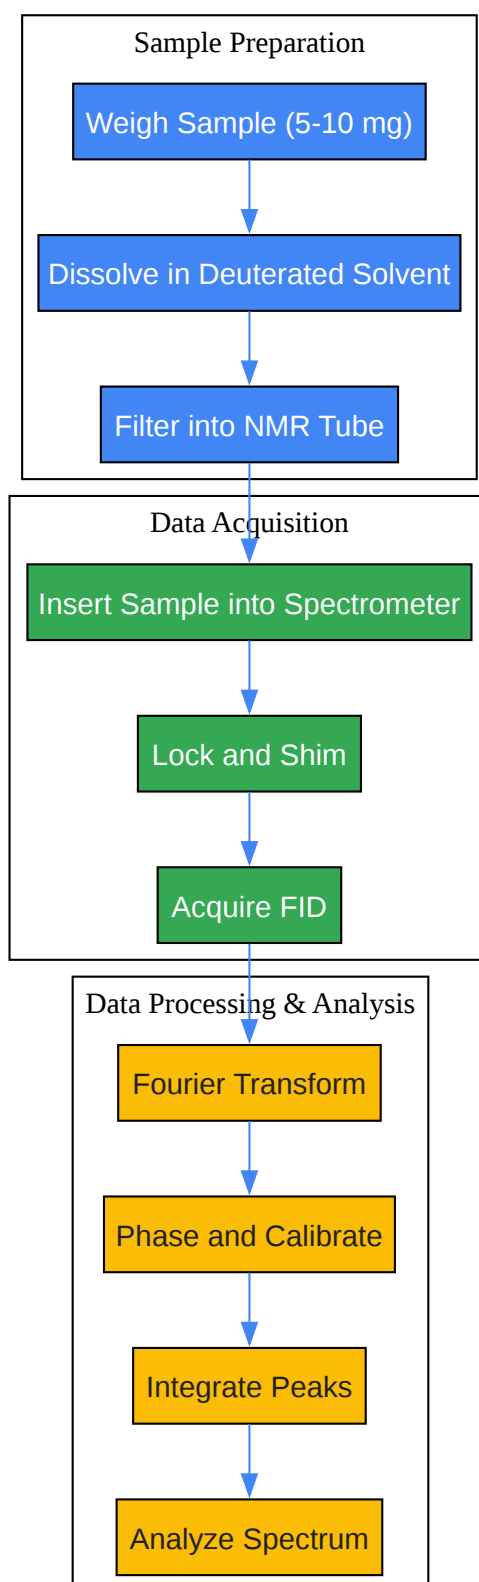 Sample Preparation
Weigh Sample (5-10 mg)
Dissolve in Deuterated Solvent
Filter into NMR Tube
Data Acquisition
Insert Sample into Spectrometer
Lock and Shim
Acquire FID
Data Processing & Analysis
Fourier Transform
Phase and Calibrate
Integrate Peaks
Analyze Spectrum